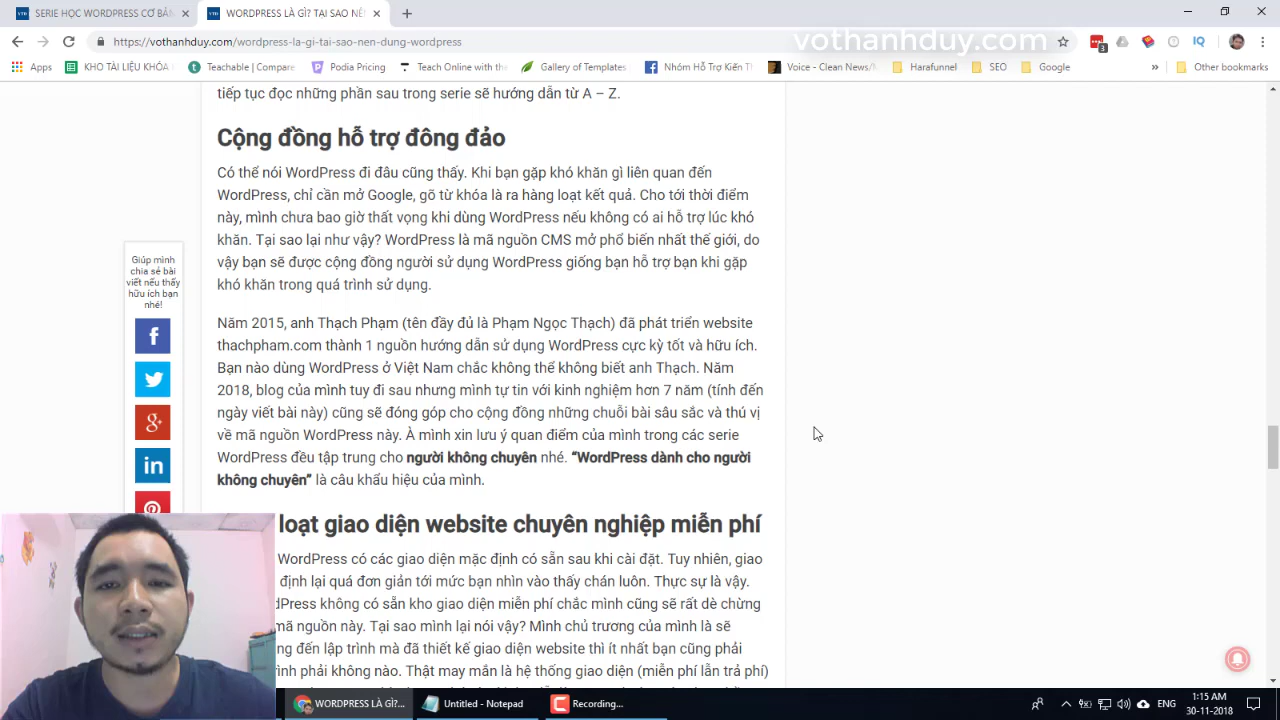 SERIE HỌC WORDPRESS CƠ BẢN
WORDPRESS LÀ GÌ? TẠI SAO NÊN
https://vothanhduy.com/wordpress-la-gi-tai-sao-nen-dung-wordpress
vothanhduy.com
3
IQ
Apps
KHO TÀI LIỆU KHÓA
Teachable | Compare
Podia Pricing
Teach Online with the
Gallery of Templates
Nhóm Hỗ Trợ Kiến Th
Voice - Clean News/M
Harafunnel
SEO
Google
»
Other bookmarks
tiếp tục đọc những phần sau trong serie sẽ hướng dẫn từ A – Z.
Cộng đồng hỗ trợ đông đảo
Có thể nói WordPress đi đâu cũng thấy. Khi bạn gặp khó khăn gì liên quan đến
WordPress, chỉ cần mở Google, gõ từ khóa là ra hàng loạt kết quả. Cho tới thời điểm
này, mình chưa bao giờ thất vọng khi dùng WordPress nếu không có ai hỗ trợ lúc khó
khăn. Tại sao lại như vậy? WordPress là mã nguồn CMS mở phổ biến nhất thế giới, do
vậy bạn sẽ được cộng đồng người sử dụng WordPress giống bạn hỗ trợ bạn khi gặp
khó khăn trong quá trình sử dụng.
Giúp mình
chia sẻ bài
viết nếu thấy
hữu ích bạn
nhé!
Năm 2015, anh Thạch Phạm (tên đầy đủ là Phạm Ngọc Thạch) đã phát triển website
thachpham.com thành 1 nguồn hướng dẫn sử dụng WordPress cực kỳ tốt và hữu ích.
Bạn nào dùng WordPress ở Việt Nam chắc không thể không biết anh Thạch. Năm
2018, blog của mình tuy đi sau nhưng mình tự tin với kinh nghiệm hơn 7 năm (tính đến
ngày viết bài này) cũng sẽ đóng góp cho cộng đồng những chuỗi bài sâu sắc và thú vị
về mã nguồn WordPress này. À mình xin lưu ý quan điểm của mình trong các serie
WordPress đều tập trung cho người không chuyên nhé. “WordPress dành cho người
không chuyên” là câu khẩu hiệu của mình.
loạt giao diện website chuyên nghiệp miễn phí
WordPress có các giao diện mặc định có sẵn sau khi cài đặt. Tuy nhiên, giao
định lại quá đơn giản tới mức bạn nhìn vào thấy chán luôn. Thực sự là vậy.
dPress không có sẵn kho giao diện miễn phí chắc mình cũng sẽ rất dè chừng
mã nguồn này. Tại sao mình lại nói vậy? Mình chủ trương của mình là sẽ
ng đến lập trình mà đã thiết kế giao diện website thì ít nhất bạn cũng phải
rình phải không nào. Thật may mắn là hệ thống giao diện (miễn phí lẫn trả phí)
WORDPRESS LÀ GÌ?...
Untitled - Notepad
Recording...
ENG
1:15 AM
30-11-2018